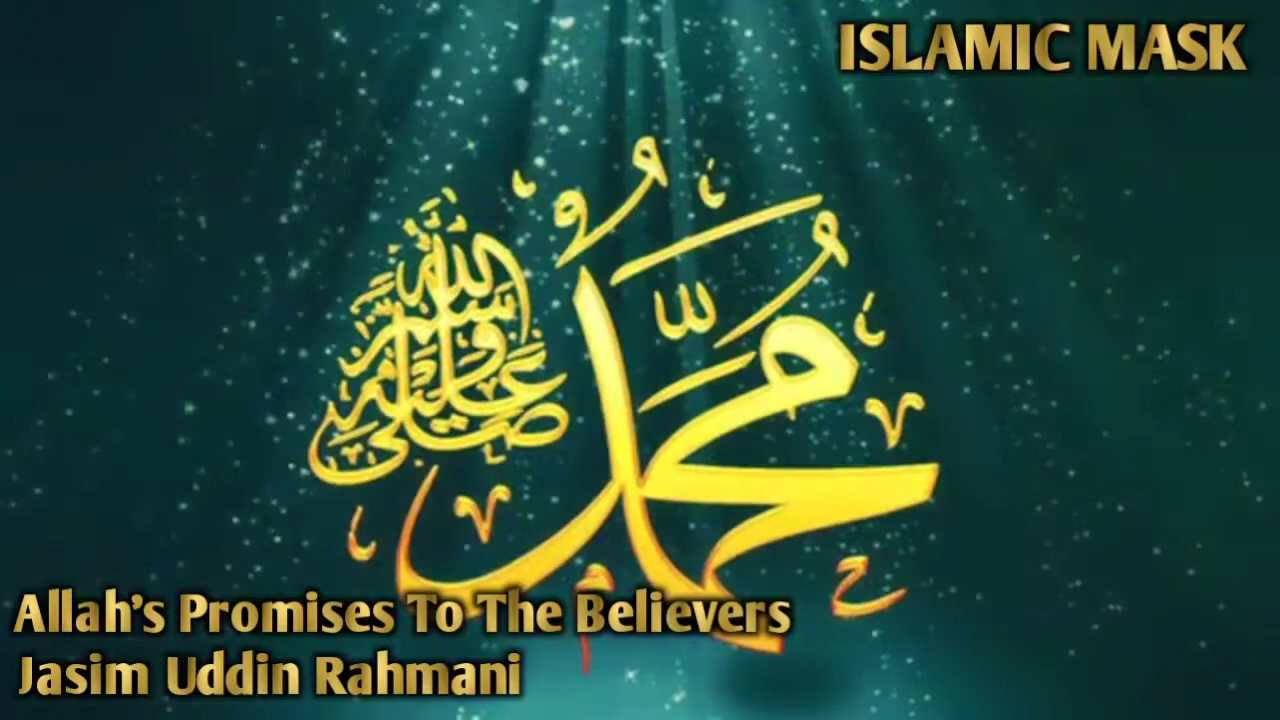 ISLAMIC MASK
محمد
صلى الله عليه وسلم
Allah's Promises To The Believers
Jasim Uddin Rahmani